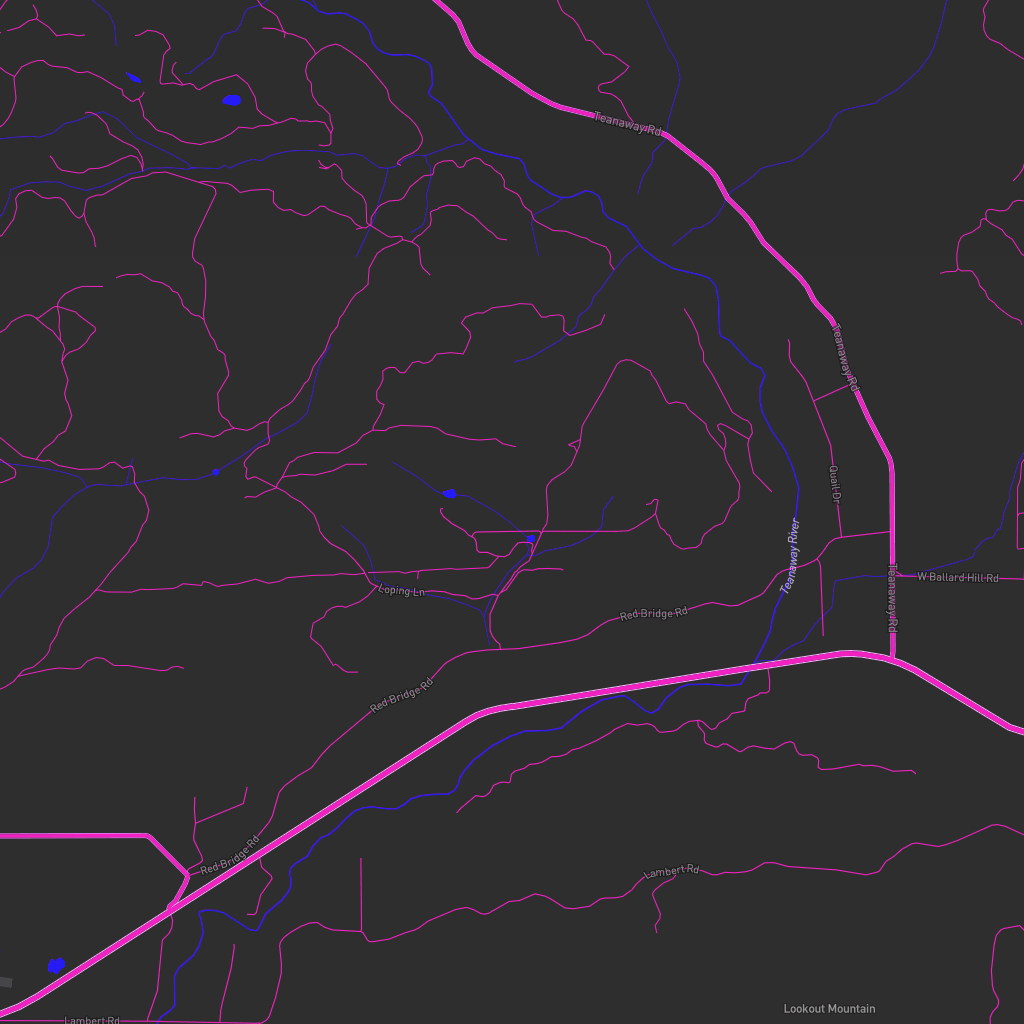 Teanaway Rd
Teanaway Rd
Quail Dr
Teanaway River
Teanaway Rd
W Ballard Hill Rd
Loping Ln
Red Bridge Rd
Red Bridge Rd
Red Bridge Rd
Lambert Rd
Lookout Mountain
Lambert Rd